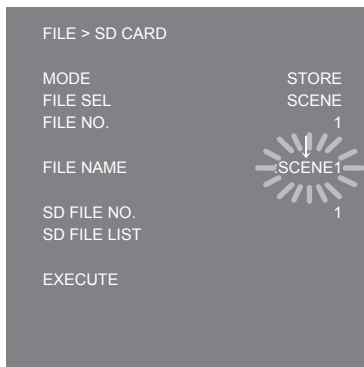 FILE > SD CARD
MODE STORE
FILE SEL SCENE
FILE NO. 1
↓
FILE NAME :SCENE1
SD FILE NO. 1
SD FILE LIST
EXECUTE